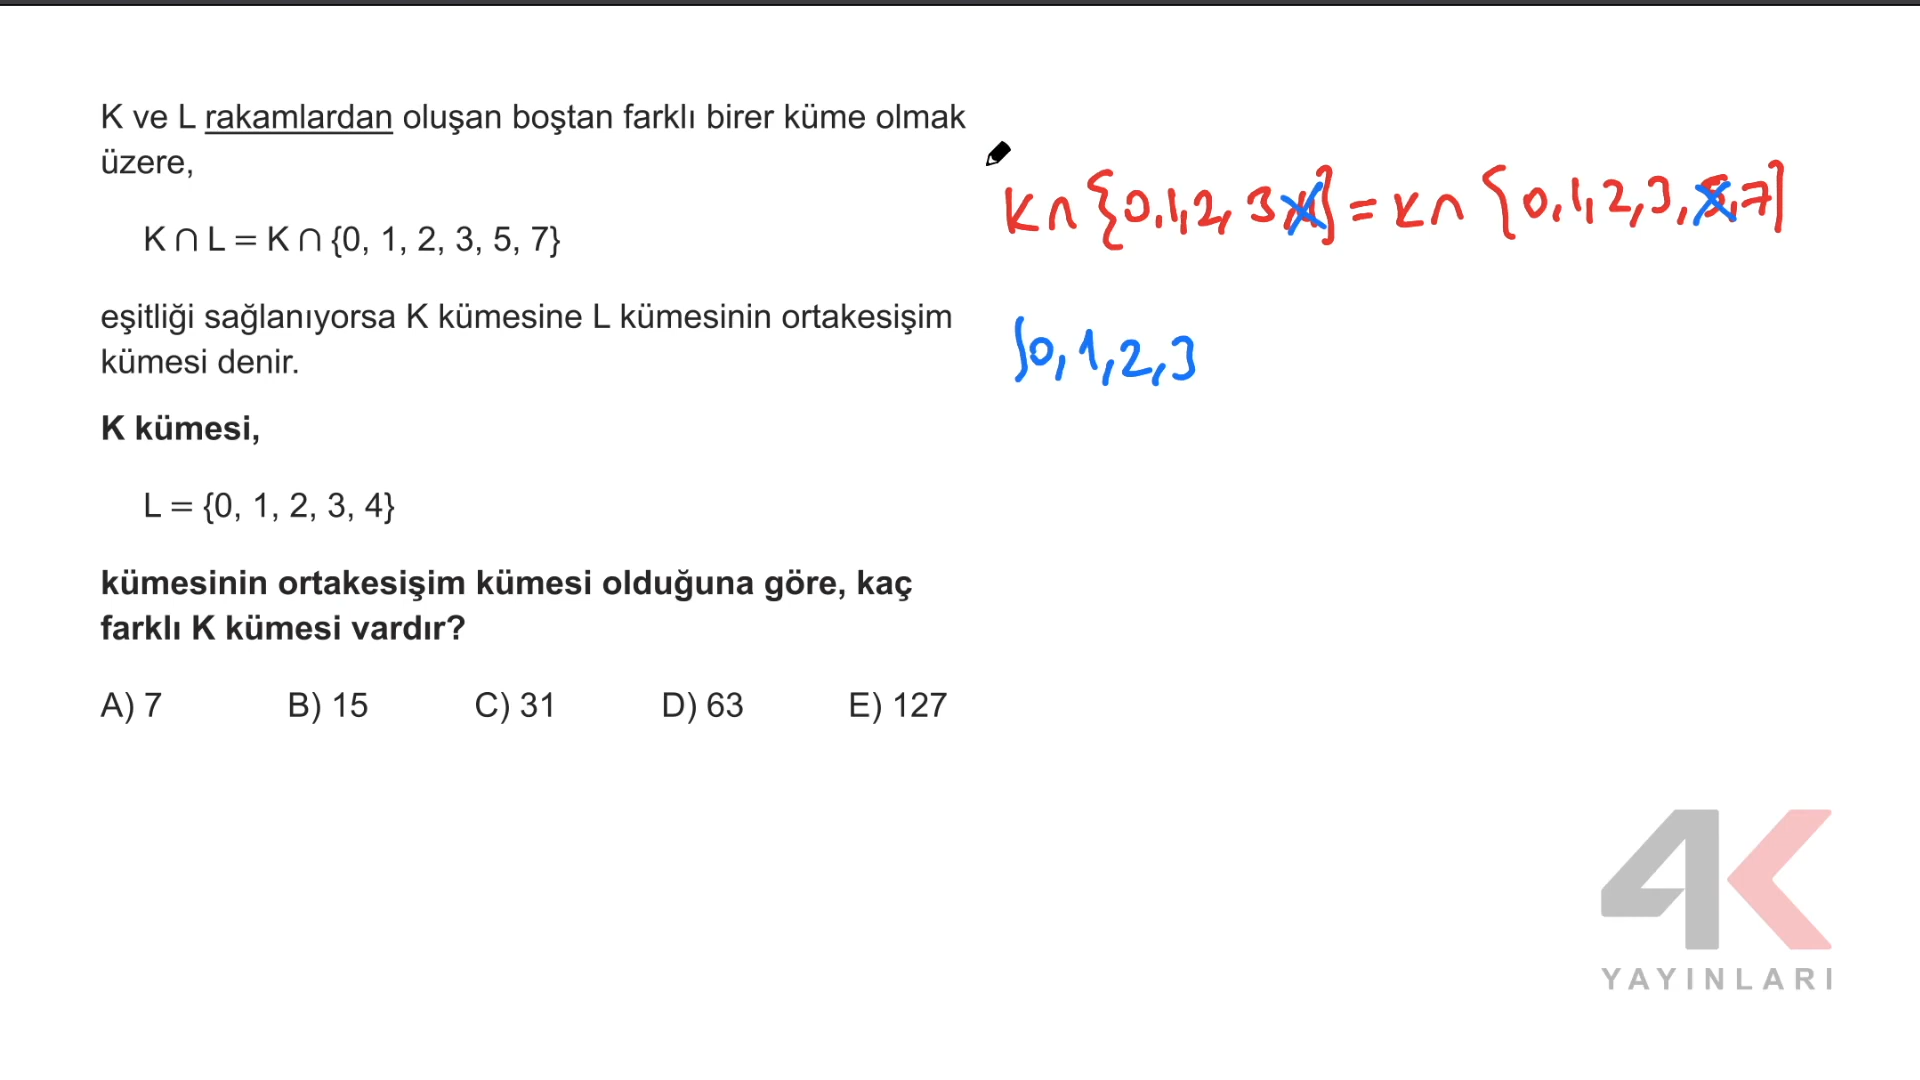 K ve L rakamlardan oluşan boştan farklı birer küme olmak
üzere,
K ∩ L = K ∩ {0, 1, 2, 3, 5, 7}
eşitliği sağlanıyorsa K kümesine L kümesinin ortakesişim
kümesi denir.
K kümesi,
L = {0, 1, 2, 3, 4}
kümesinin ortakesişim kümesi olduğuna göre, kaç
farklı K kümesi vardır?
A) 7 B) 15 C) 31 D) 63 E) 127
K ∩ {0,1,2, 3,4} = K ∩ {0,1,2,3,5,7}
{0,1,2,3
4K
YAYINLARI